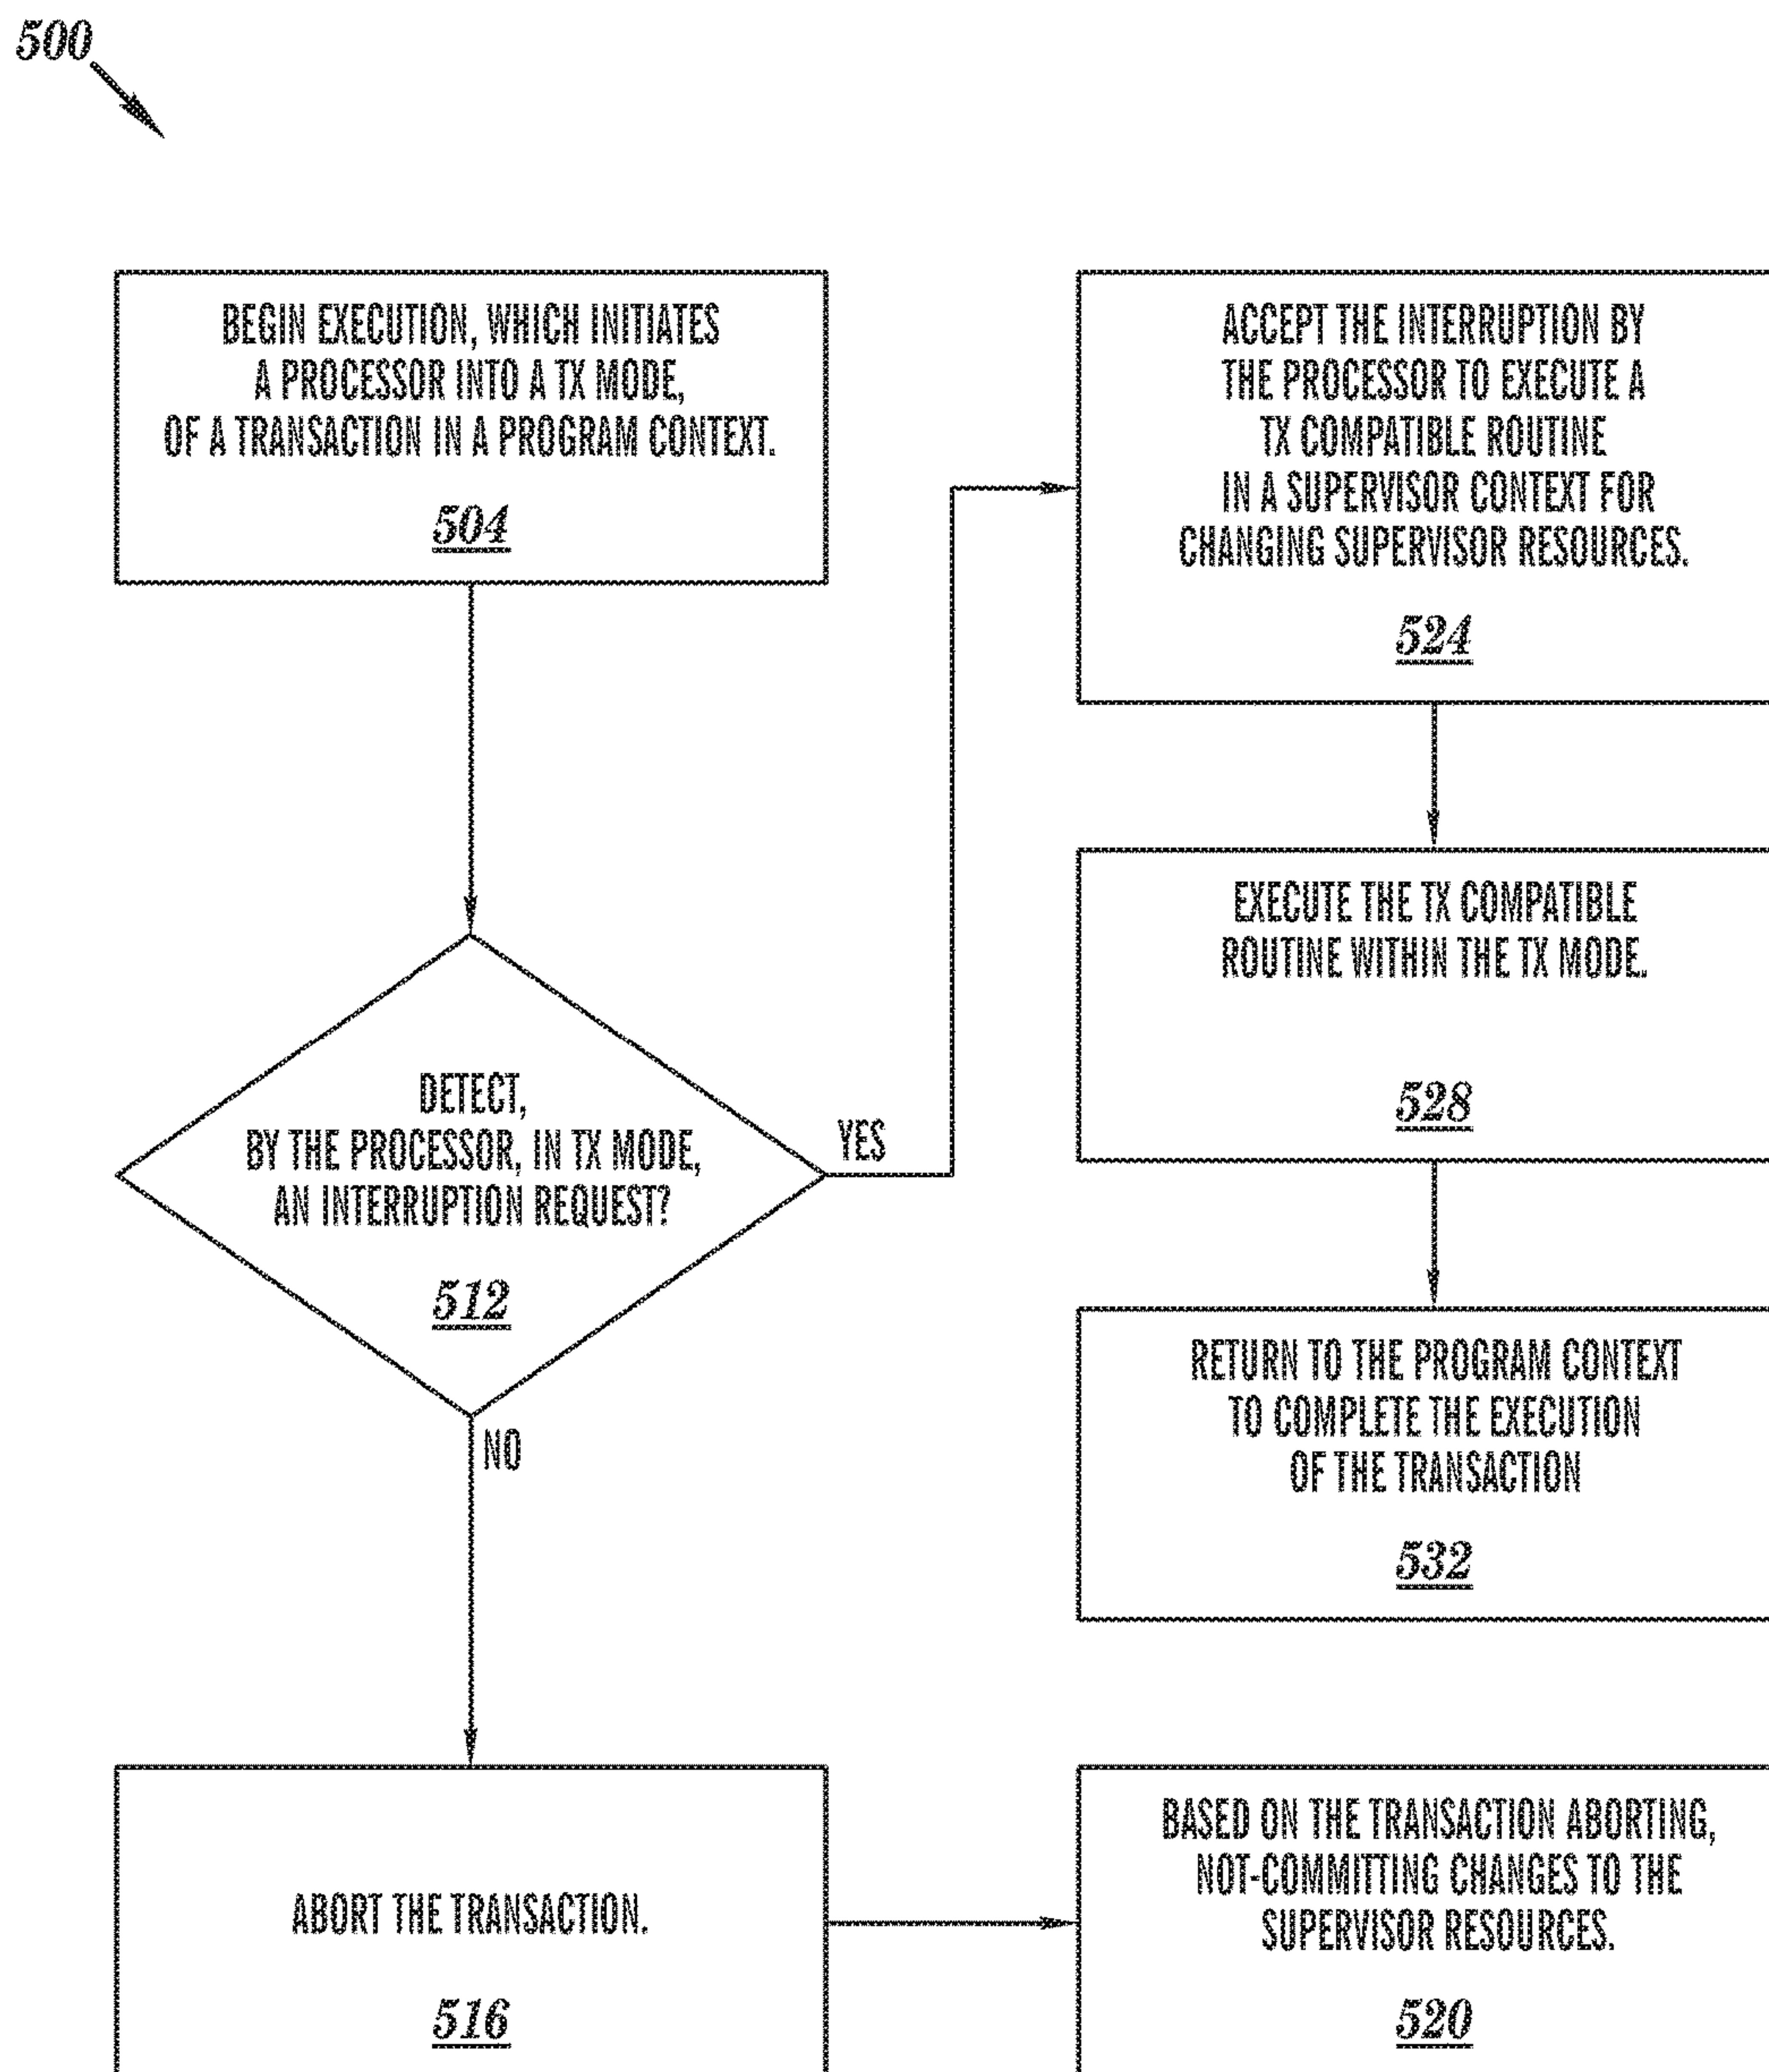 500
BEGIN EXECUTION, WHICH INITIATES
A PROCESSOR INTO A TX MODE,
OF A TRANSACTION IN A PROGRAM CONTEXT.
504
DETECT,
BY THE PROCESSOR, IN TX MODE,
AN INTERRUPTION REQUEST?
512
YES
NO
ACCEPT THE INTERRUPTION BY
THE PROCESSOR TO EXECUTE A
TX COMPATIBLE ROUTINE
IN A SUPERVISOR CONTEXT FOR
CHANGING SUPERVISOR RESOURCES.
524
EXECUTE THE TX COMPATIBLE
ROUTINE WITHIN THE TX MODE.
528
RETURN TO THE PROGRAM CONTEXT
TO COMPLETE THE EXECUTION
OF THE TRANSACTION
532
ABORT THE TRANSACTION.
516
BASED ON THE TRANSACTION ABORTING,
NOT-COMMITTING CHANGES TO THE
SUPERVISOR RESOURCES.
520